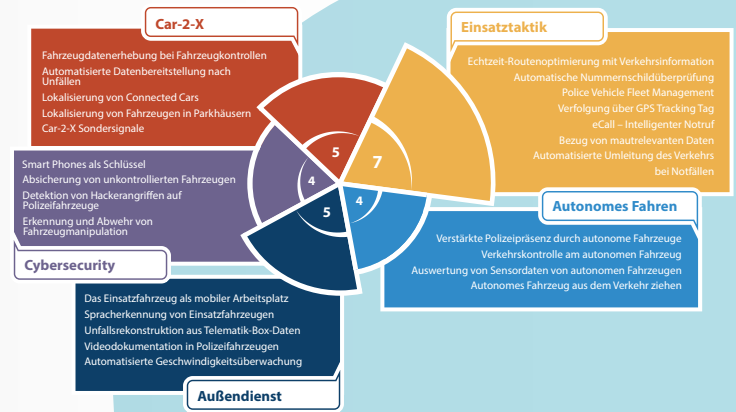 Car-2-X
Fahrzeugdatenerhebung bei Fahrzeugkontrollen
Automatisierte Datenbereitstellung nach
Unfällen
Lokalisierung von Connected Cars
Lokalisierung von Fahrzeugen in Parkhäusern
Car-2-X Sondersignale
Einsatztaktik
Echtzeit-Routenoptimierung mit Verkehrsinformation
Automatische Nummernschildüberprüfung
Police Vehicle Fleet Management
Verfolgung über GPS Tracking Tag
eCall – Intelligenter Notruf
Bezug von mautrelevanten Daten
Automatisierte Umleitung des Verkehrs
bei Notfällen
5
7
4
4
5
Smart Phones als Schlüssel
Absicherung von unkontrollierten Fahrzeugen
Detektion von Hackerangriffen auf
Polizeifahrzeuge
Erkennung und Abwehr von
Fahrzeugmanipulation
Cybersecurity
Autonomes Fahren
Verstärkte Polizeipräsenz durch autonome Fahrzeuge
Verkehrskontrolle am autonomen Fahrzeug
Auswertung von Sensordaten von autonomen Fahrzeugen
Autonomes Fahrzeug aus dem Verkehr ziehen
Das Einsatzfahrzeug als mobiler Arbeitsplatz
Spracherkennung von Einsatzfahrzeugen
Unfallsrekonstruktion aus Telematik-Box-Daten
Videodokumentation in Polizeifahrzeugen
Automatisierte Geschwindigkeitsüberwachung
Außendienst